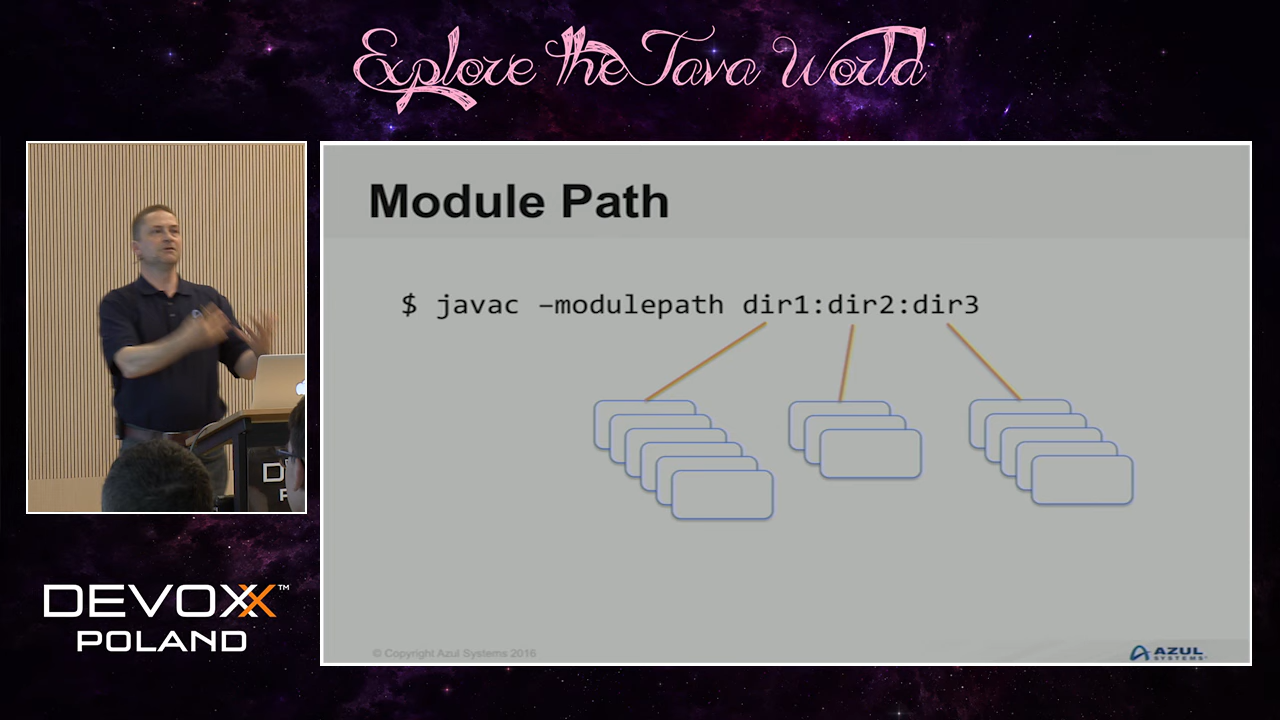 Explore the Java World
Module Path
$ javac –modulepath dir1:dir2:dir3
© Copyright Azul Systems 2016
AZUL
SYSTEMS
DEVOXX™
POLAND